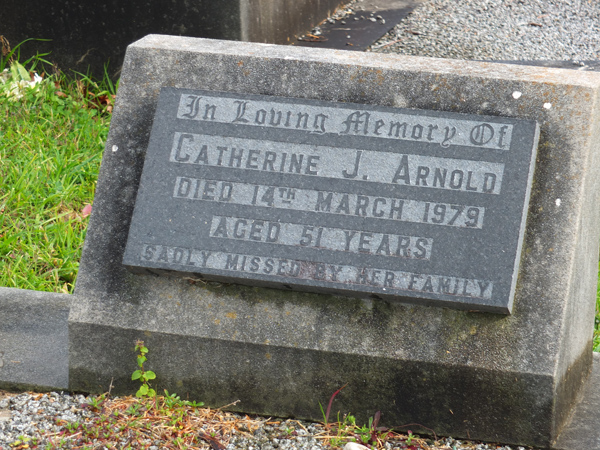 In Loving Memory Of
CATHERINE J. ARNOLD
DIED 14TH MARCH 1979
AGED 51 YEARS
SADLY MISSED BY HER FAMILY